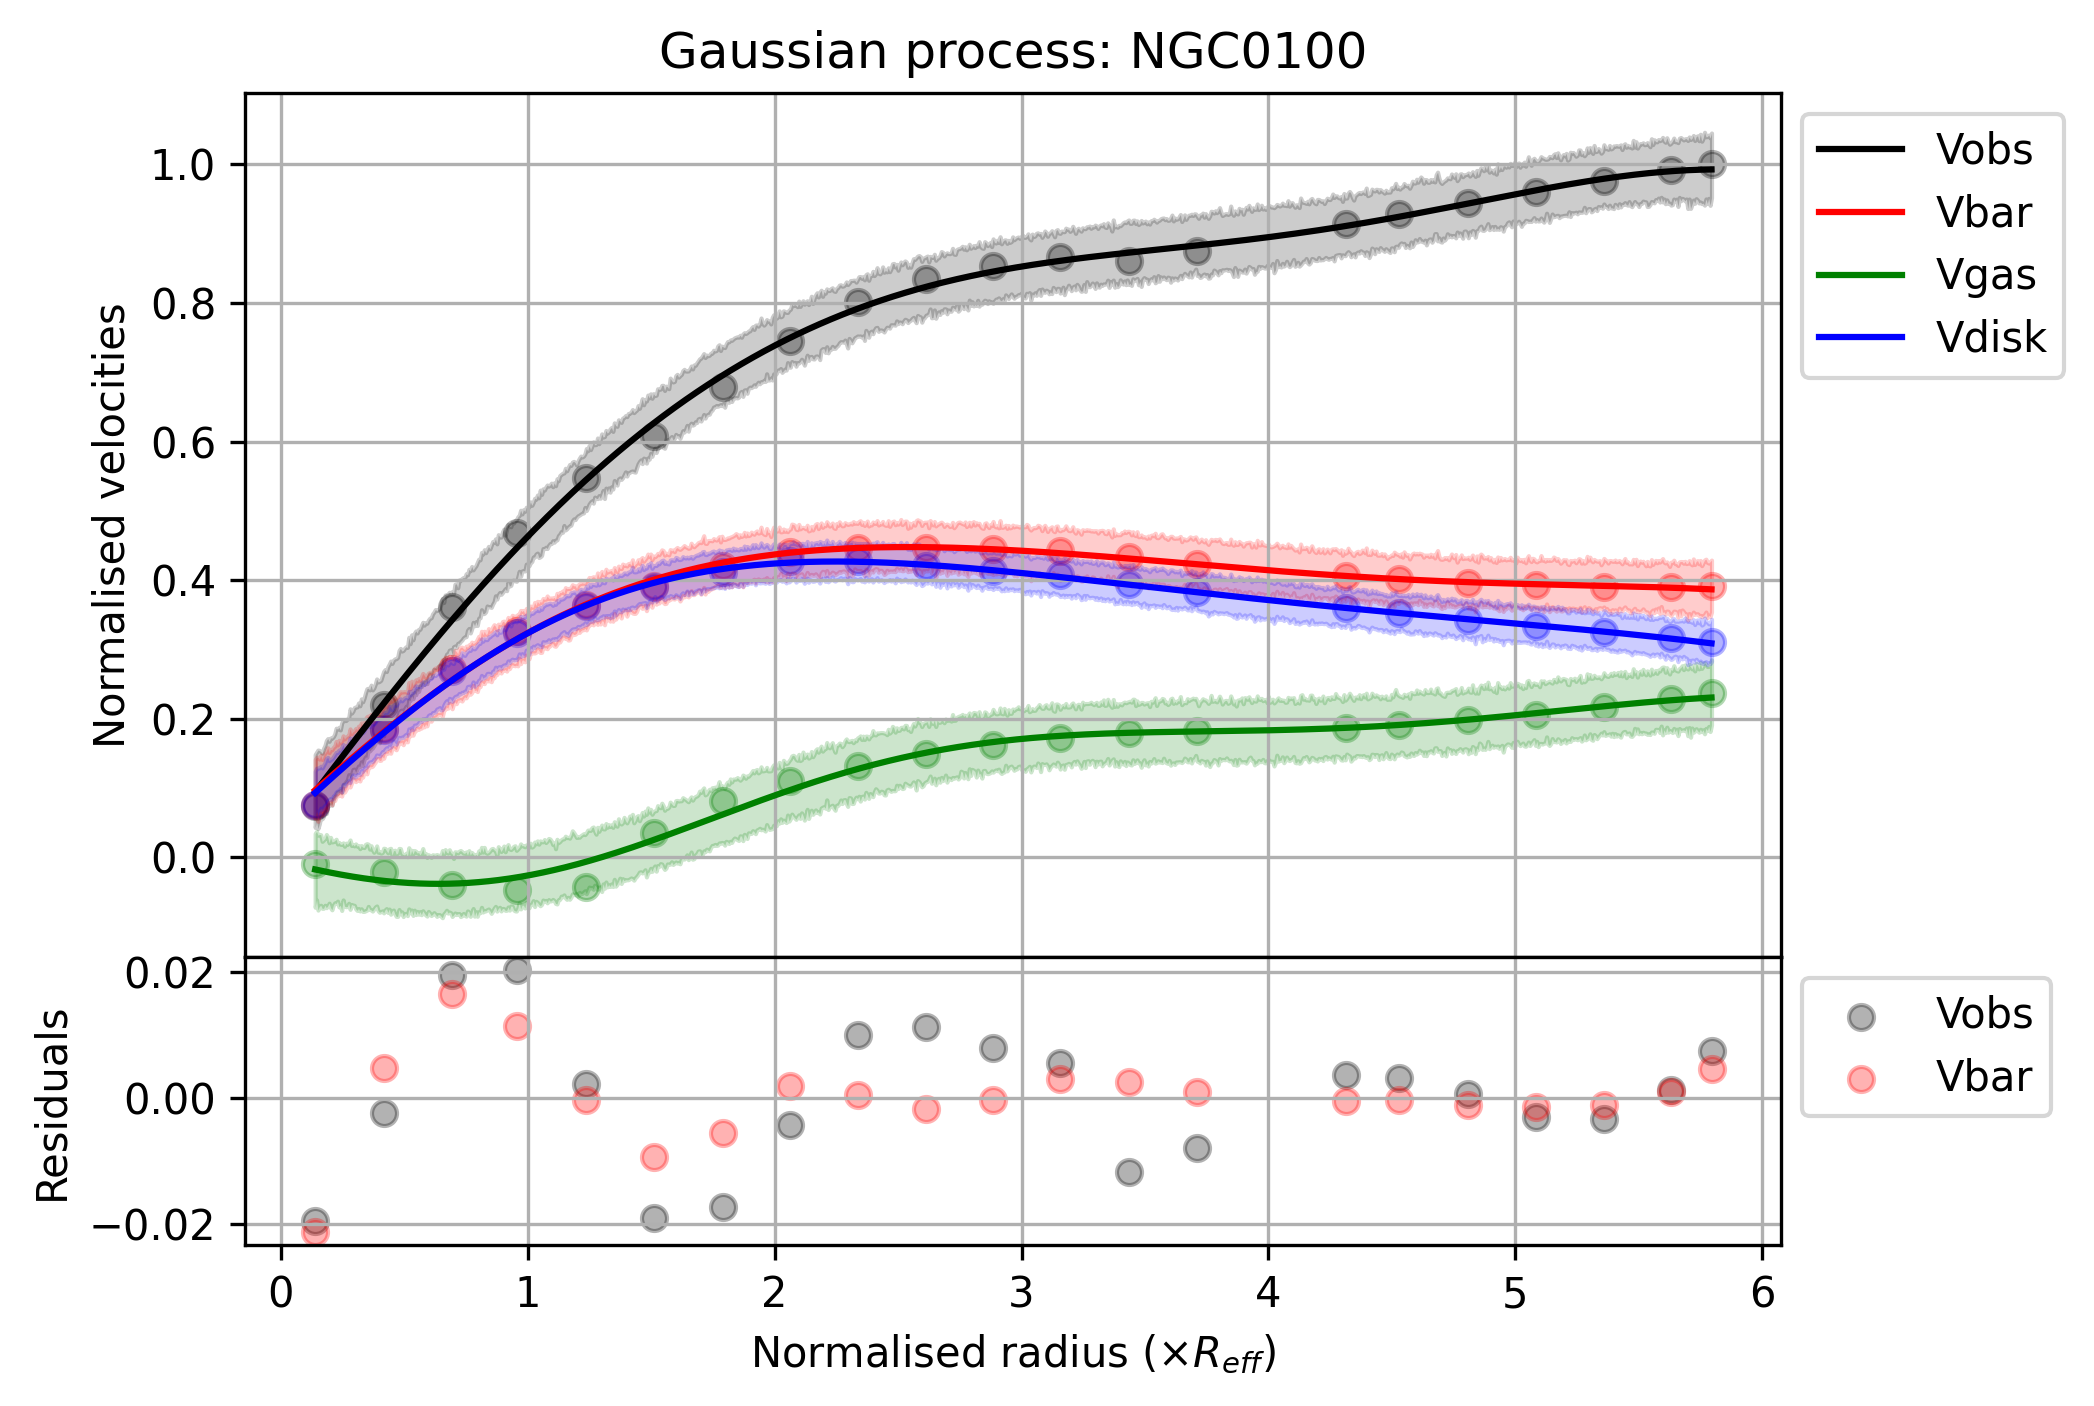 Gaussian process: NGC0100
Normalised velocities
1.0
0.8
0.6
0.4
0.2
0.0
Vobs
Vbar
Vgas
Vdisk
Residuals
0.02
0.00
−0.02
Vobs
Vbar
0 1 2 3 4 5 6
Normalised radius (×R_eff)